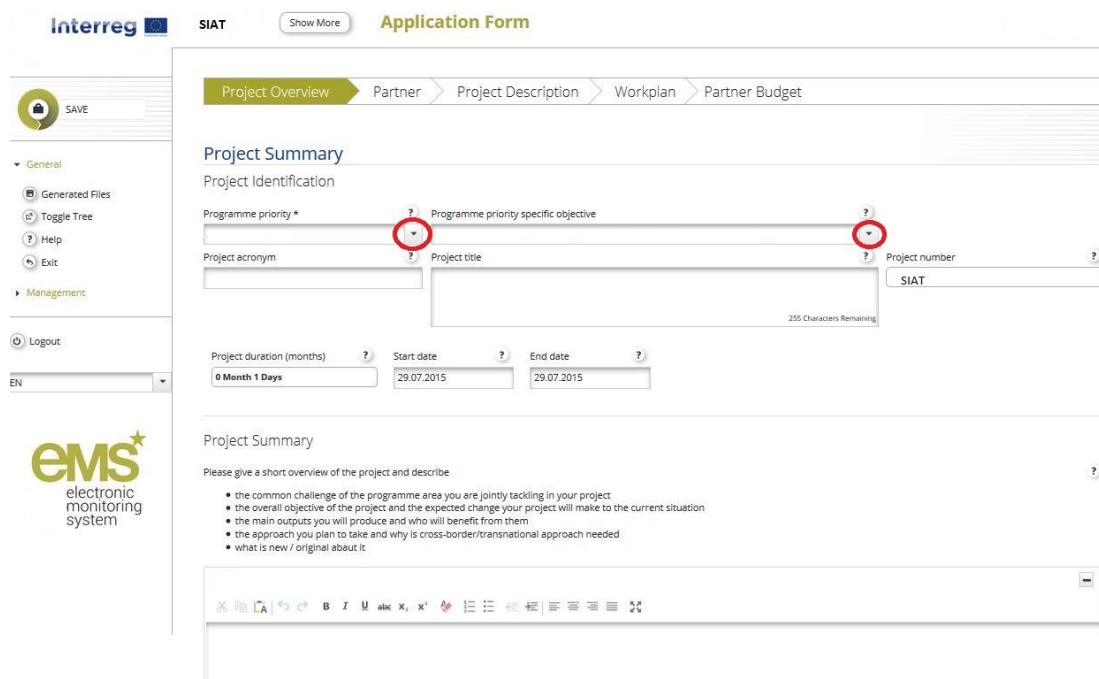 Interreg SIAT Show More Application Form
SAVE
General
Generated Files
Toggle Tree
? Help
Exit
Management
Logout
EN
eMS
electronic
monitoring
system
Project Overview Partner Project Description Workplan Partner Budget
Project Summary
Project Identification
Programme priority * ? Programme priority specific objective ?
Project acronym ? Project title ? Project number ?
SIAT
255 Characters Remaining
Project duration (months) ? Start date ? End date ?
0 Month 1 Days 29.07.2015 29.07.2015
Project Summary
Please give a short overview of the project and describe ?
• the common challenge of the programme area you are jointly tackling in your project
• the overall objective of the project and the expected change your project will make to the current situation
• the main outputs you will produce and who will benefit from them
• the approach you plan to take and why is cross-border/transnational approach needed
• what is new / original abaut it
B I U abc X₂ X²